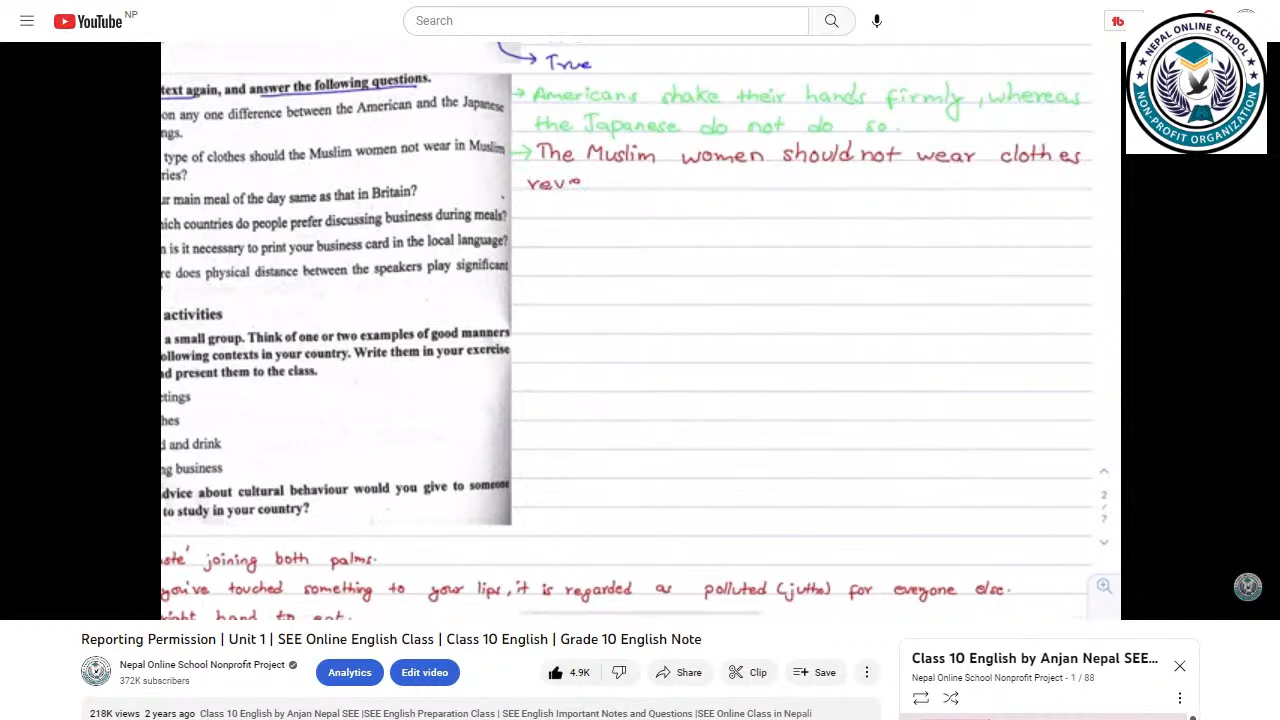 YouTube NP
Search
NEPAL ONLINE SCHOOL
NON-PROFIT ORGANIZATION
True
text again, and answer the following questions.
on any one difference between the American and the Japanese
ngs.
type of clothes should the Muslim women not wear in Muslim
ries?
ur main meal of the day same as that in Britain?
hich countries do people prefer discussing business during meals?
n is it necessary to print your business card in the local language?
re does physical distance between the speakers play significant
activities
a small group. Think of one or two examples of good manners
ollowing contexts in your country. Write them in your exercise
nd present them to the class.
etings
hes
d and drink
ng business
dvice about cultural behaviour would you give to someone
to study in your country?
→ Americans shake their hands firmly, whereas
the Japanese do not do so.
→ The Muslim women should not wear clothes
reve
2
/
7
ste' joining both palms.
you've touched something to your lips, it is regarded as polluted (jutho) for everyone else.
right hand to eat.
Reporting Permission | Unit 1 | SEE Online English Class | Class 10 English | Grade 10 English Note
Nepal Online School Nonprofit Project
372K subscribers
Analytics
Edit video
4.9K
Share
Clip
Save
218K views 2 years ago Class 10 English by Anjan Nepal SEE |SEE English Preparation Class | SEE English Important Notes and Questions |SEE Online Class in Nepali
Class 10 English by Anjan Nepal SEE...
Nepal Online School Nonprofit Project - 1 / 88